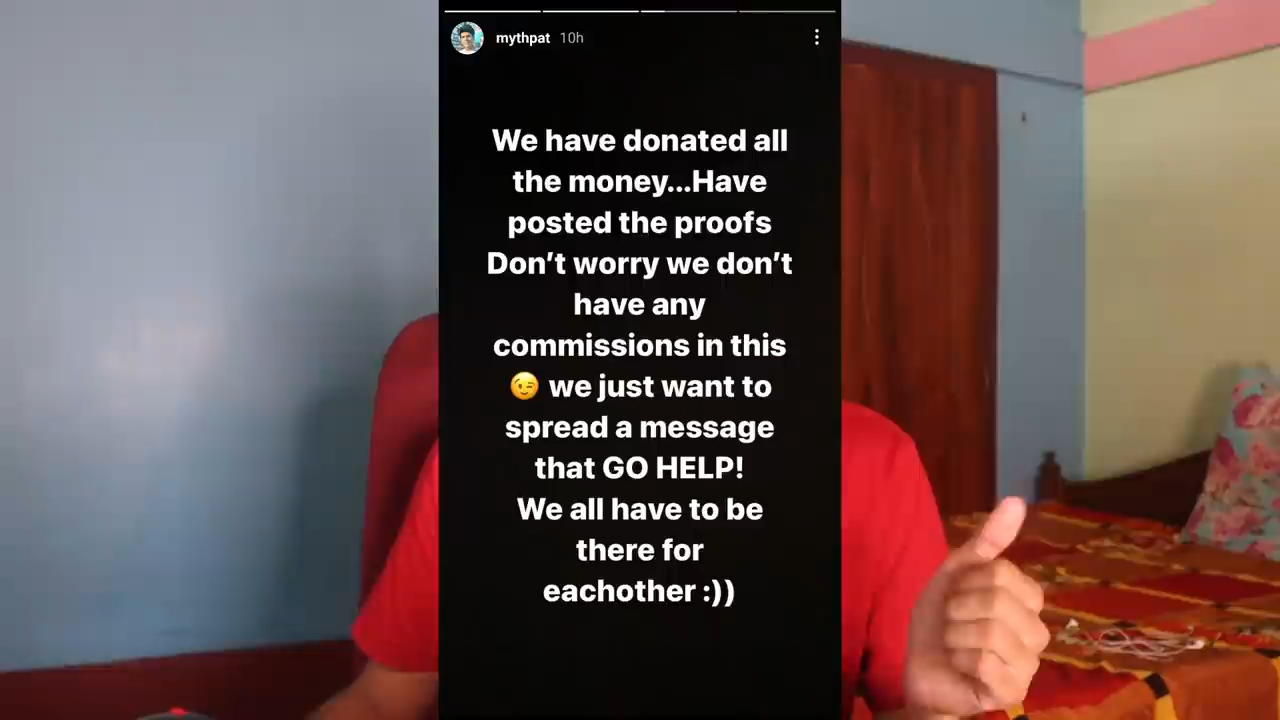 mythpat 10h
We have donated all
the money...Have
posted the proofs
Don't worry we don't
have any
commissions in this
😉 we just want to
spread a message
that GO HELP!
We all have to be
there for
eachother :))